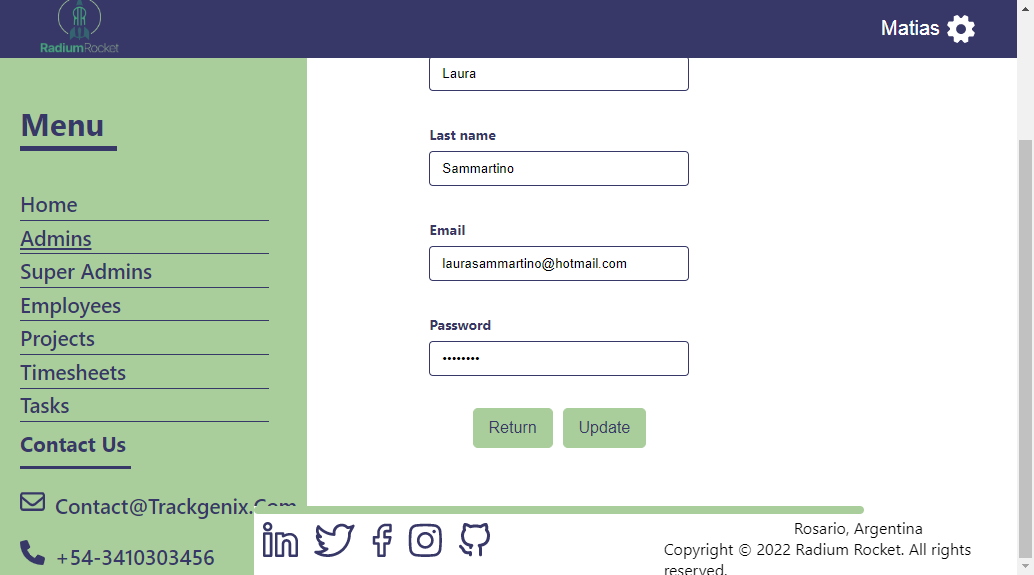 RadiumRocket
Matias
Menu
Home
Admins
Super Admins
Employees
Projects
Timesheets
Tasks
Contact Us
Contact@Trackgenix.Com
+54-3410303456
Laura
Last name
Sammartino
Email
laurasammartino@hotmail.com
Password
••••••••
Return
Update
Rosario, Argentina
Copyright © 2022 Radium Rocket. All rights
reserved.